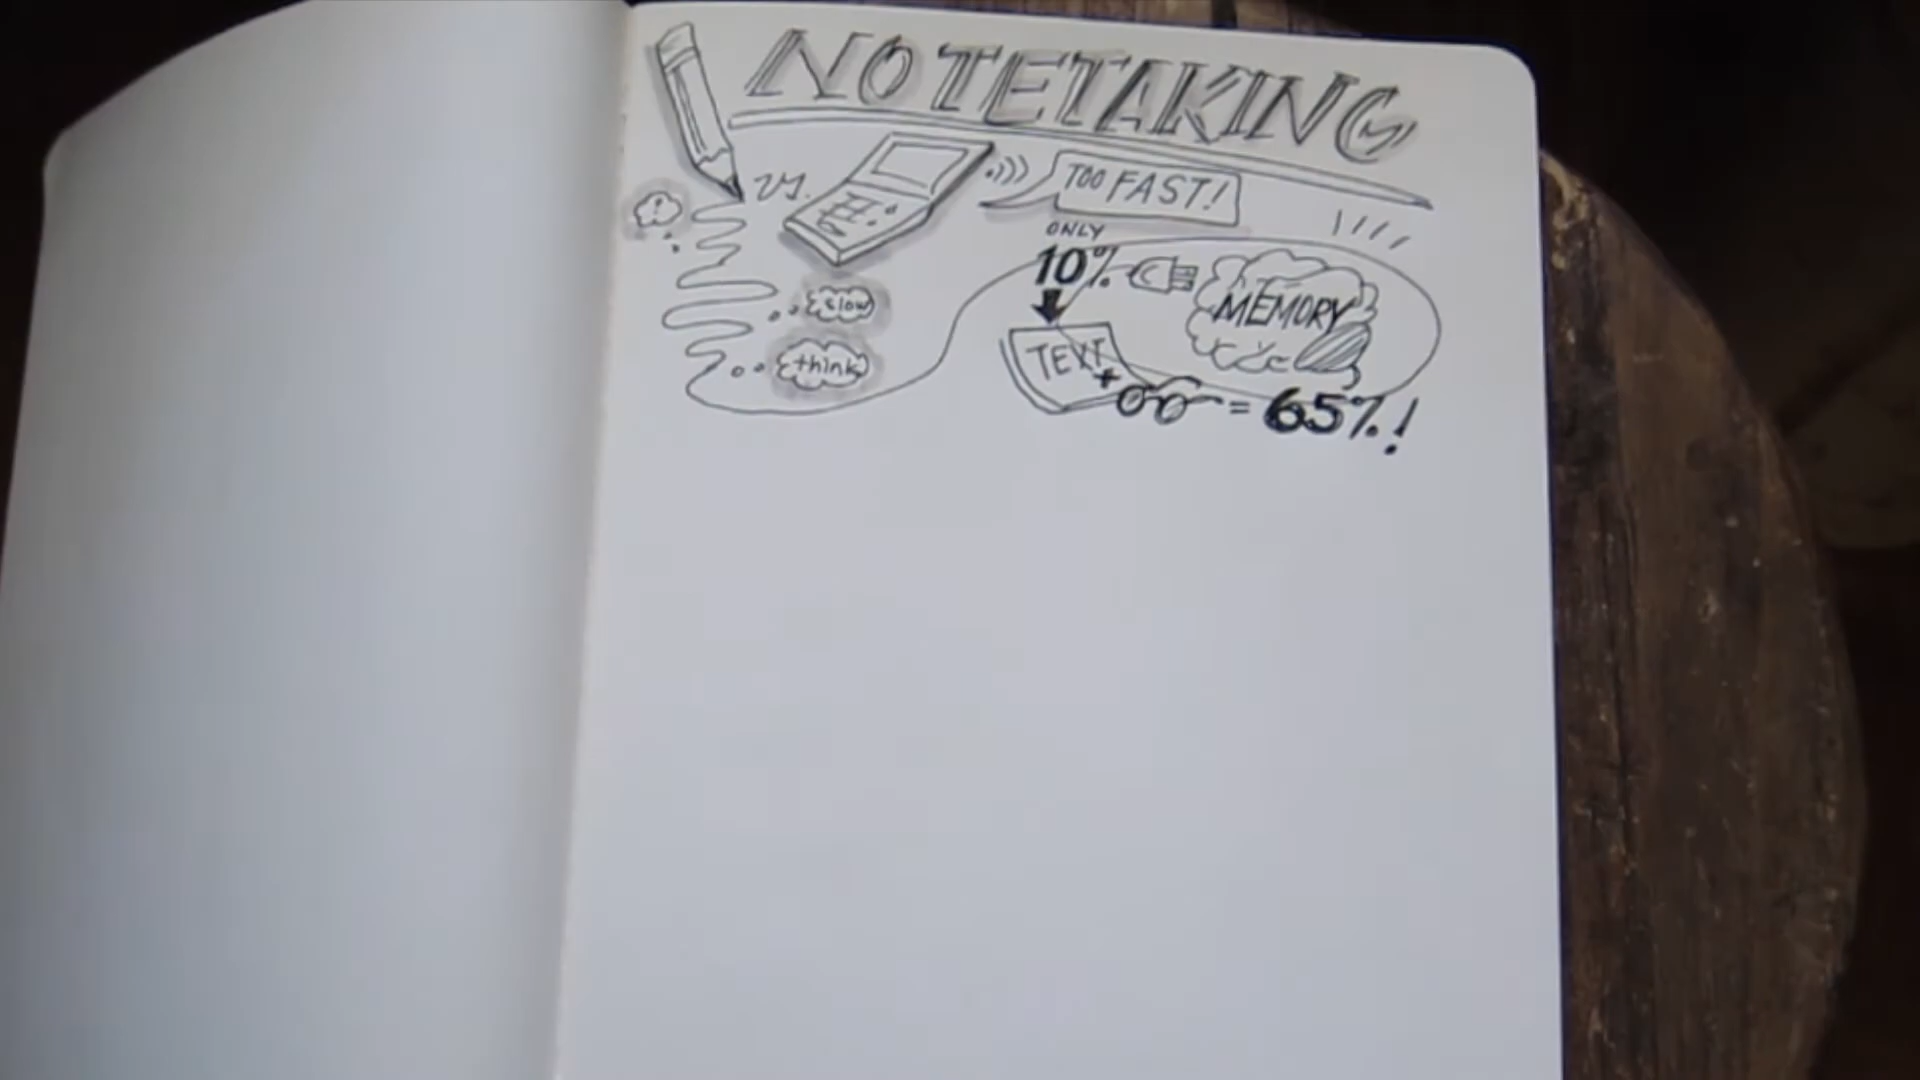 NOTETAKING
vs.
TOO FAST!
!
ONLY
10%
MEMORY
slow
TEXT
think
+ = 65%!